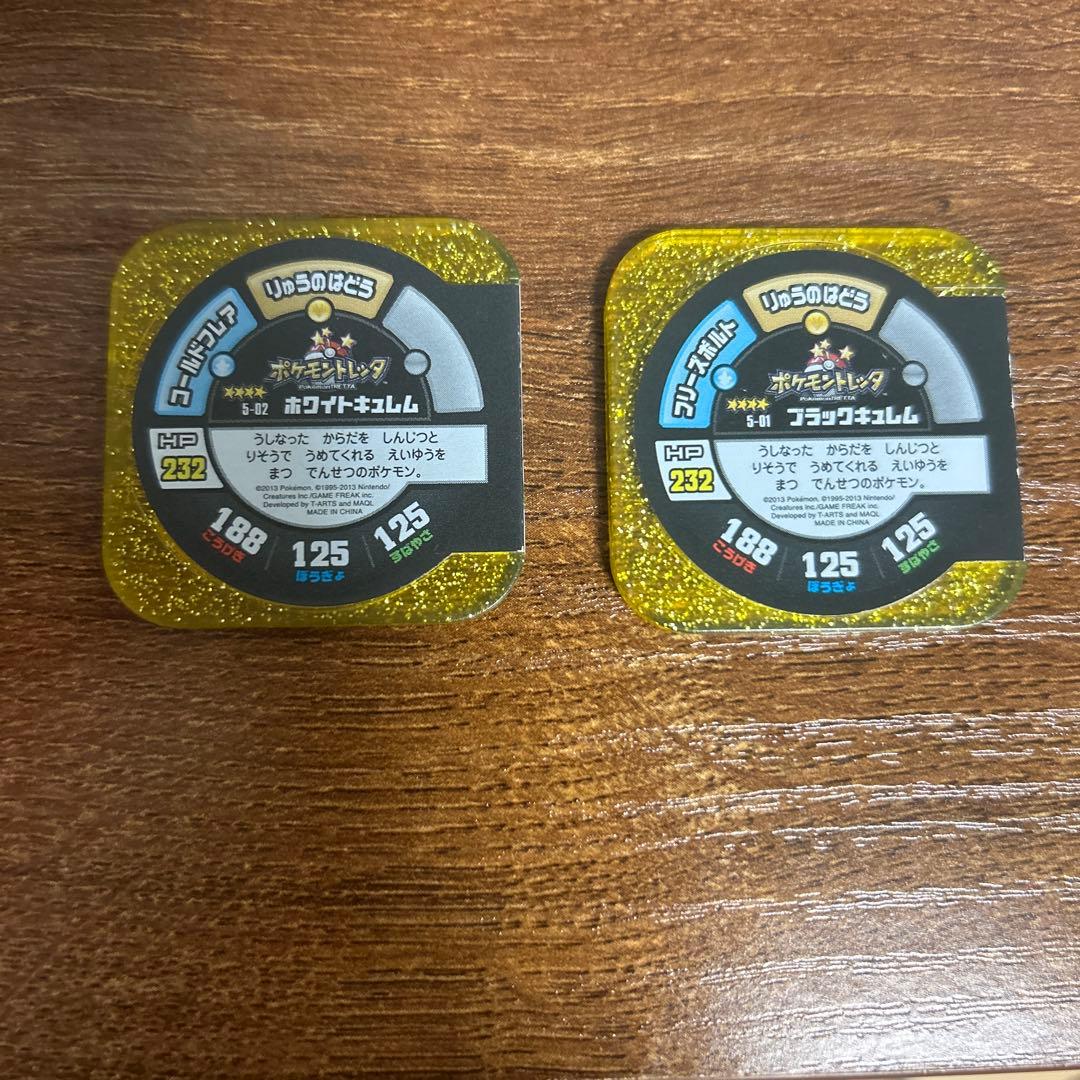 りゅうのはどう
コールドフレア
ポケモントレッタ
PokémonTRETTA
★★★★
5-02 ホワイトキュレム
HP
232
うしなった からだを しんじつと
りそうで うめてくれる えいゆうを
まつ でんせつのポケモン。
©2013 Pokémon. ©1995-2013 Nintendo/
Creatures Inc./GAME FREAK inc.
Developed by T-ARTS and MAQL
MADE IN CHINA
188
こうげき
125
ぼうぎょ
125
すばやさ
りゅうのはどう
フリーズボルト
ポケモントレッタ
PokémonTRETTA
★★★★
5-01 ブラックキュレム
HP
232
うしなった からだを しんじつと
りそうで うめてくれる えいゆうを
まつ でんせつのポケモン。
©2013 Pokémon. ©1995-2013 Nintendo/
Creatures Inc./GAME FREAK inc.
Developed by T-ARTS and MAQL
MADE IN CHINA
188
こうげき
125
ぼうぎょ
125
すばやさ